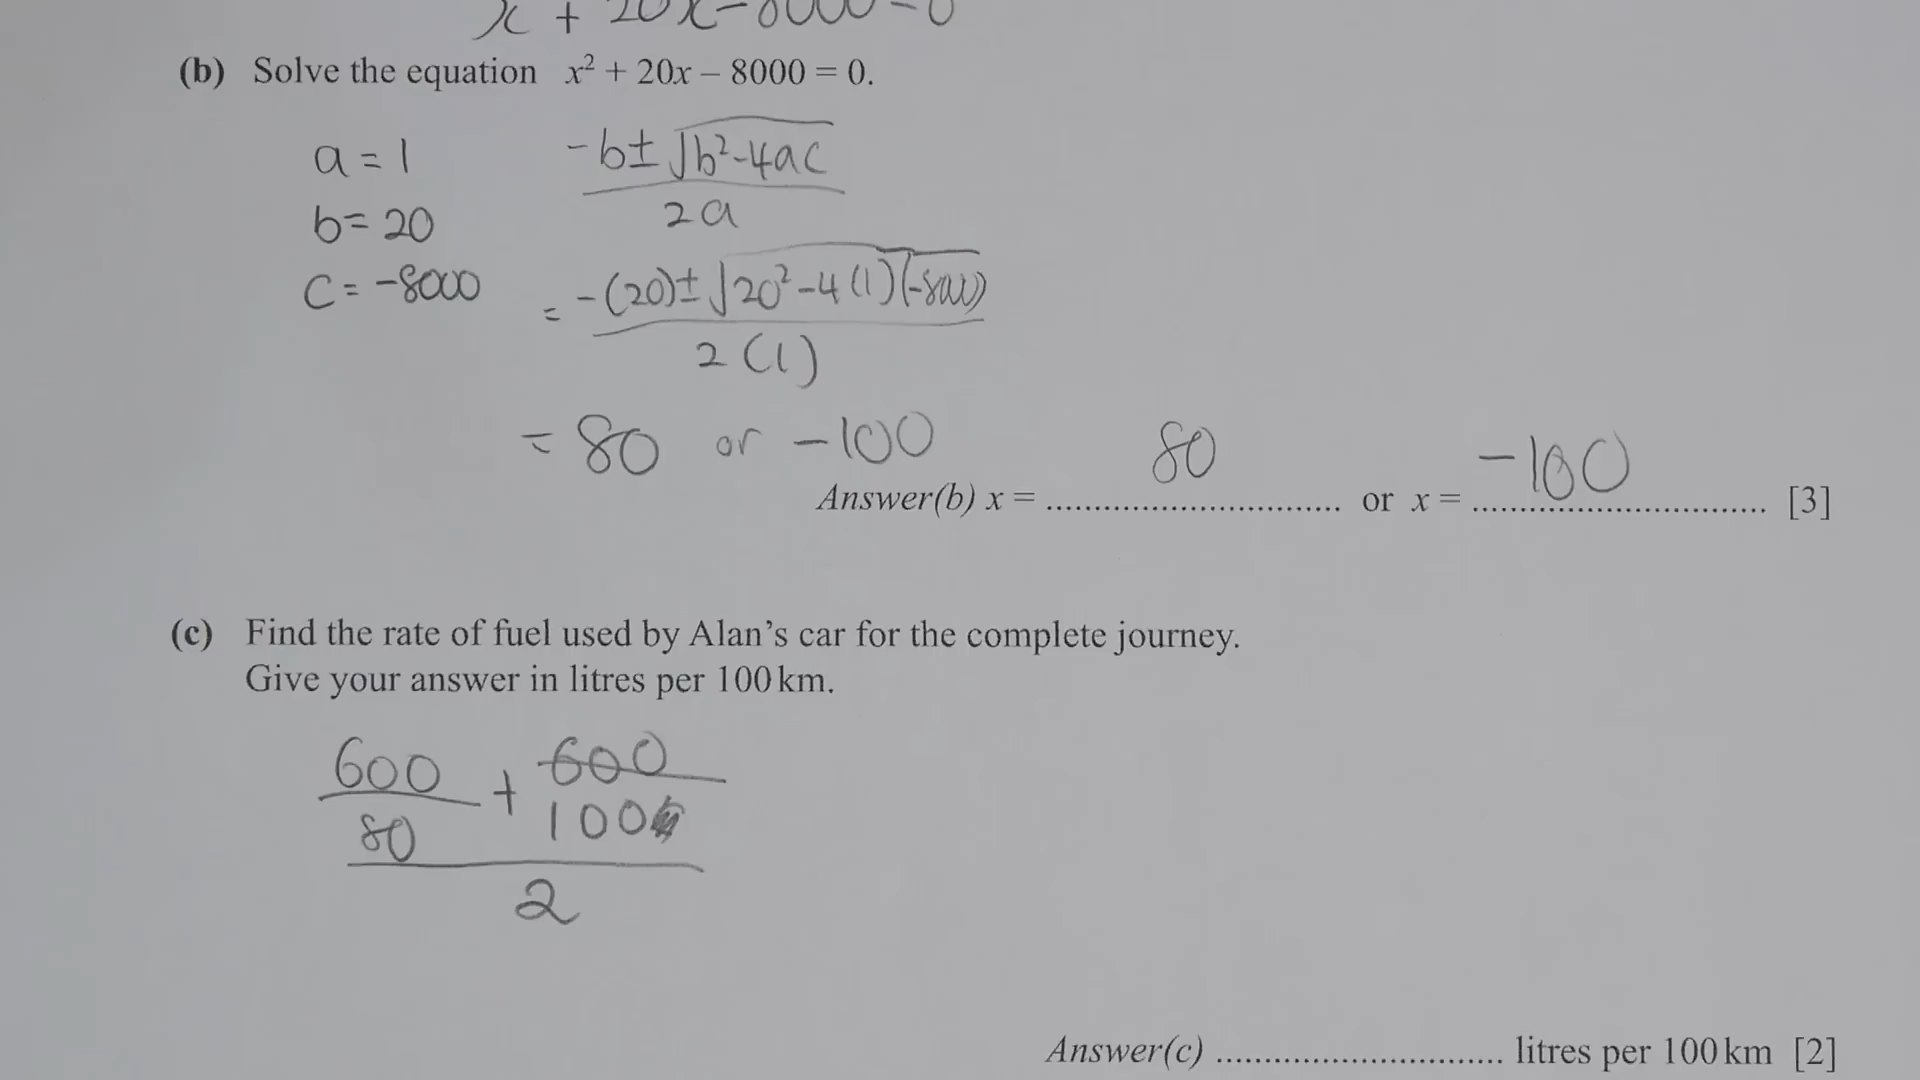 x + 20x - 8000 = 0
(b) Solve the equation x² + 20x – 8000 = 0.
a = 1
b = 20
c = -8000
-b ± √b²-4ac
2a
= -(20) ± √20²-4(1)(-8000)
2(1)
= 80 or -100
80
-100
Answer(b) x = .............................. or x = .............................. [3]
(c) Find the rate of fuel used by Alan's car for the complete journey.
Give your answer in litres per 100 km.
600 + 600
80 100
2
Answer(c) .............................. litres per 100 km [2]